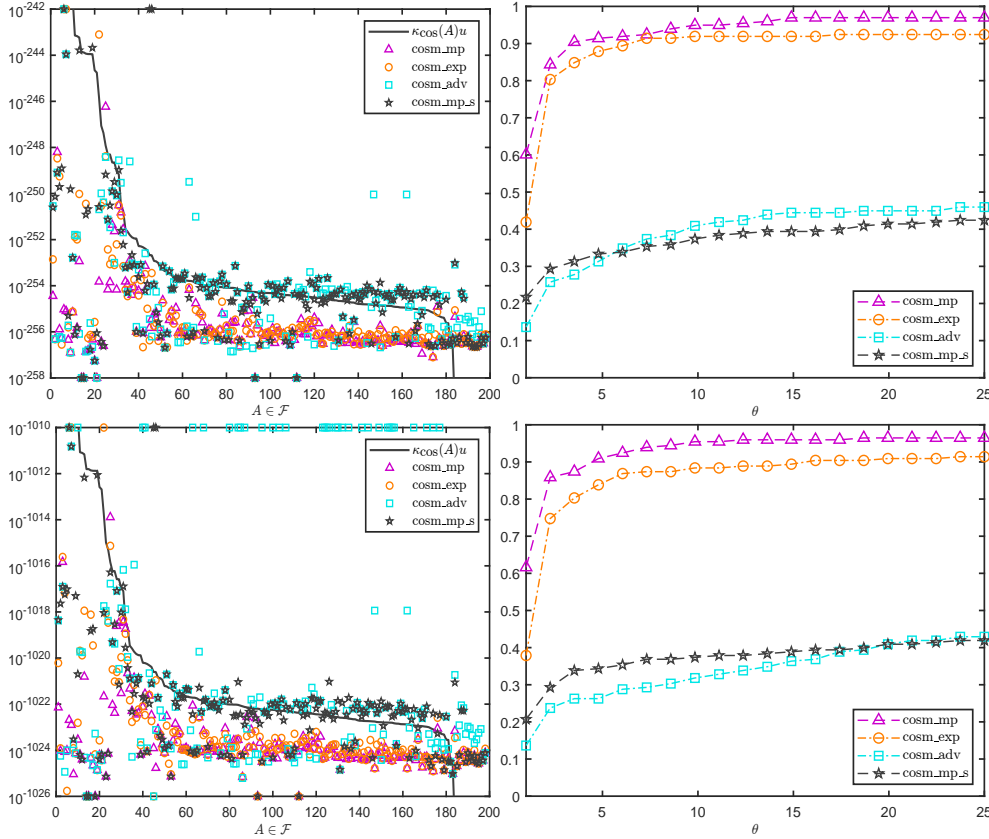 10^-242
10^-244
10^-246
10^-248
10^-250
10^-252
10^-254
10^-256
10^-258
0 20 40 60 80 100 120 140 160 180 200
A ∈ F
κcos(A)u
cosm_mp
cosm_exp
cosm_adv
cosm_mp_s
1
0.9
0.8
0.7
0.6
0.5
0.4
0.3
0.2
0.1
0
5 10 15 20 25
θ
cosm_mp
cosm_exp
cosm_adv
cosm_mp_s
10^-1010
10^-1012
10^-1014
10^-1016
10^-1018
10^-1020
10^-1022
10^-1024
10^-1026
0 20 40 60 80 100 120 140 160 180 200
A ∈ F
κcos(A)u
cosm_mp
cosm_exp
cosm_adv
cosm_mp_s
1
0.9
0.8
0.7
0.6
0.5
0.4
0.3
0.2
0.1
0
5 10 15 20 25
θ
cosm_mp
cosm_exp
cosm_adv
cosm_mp_s